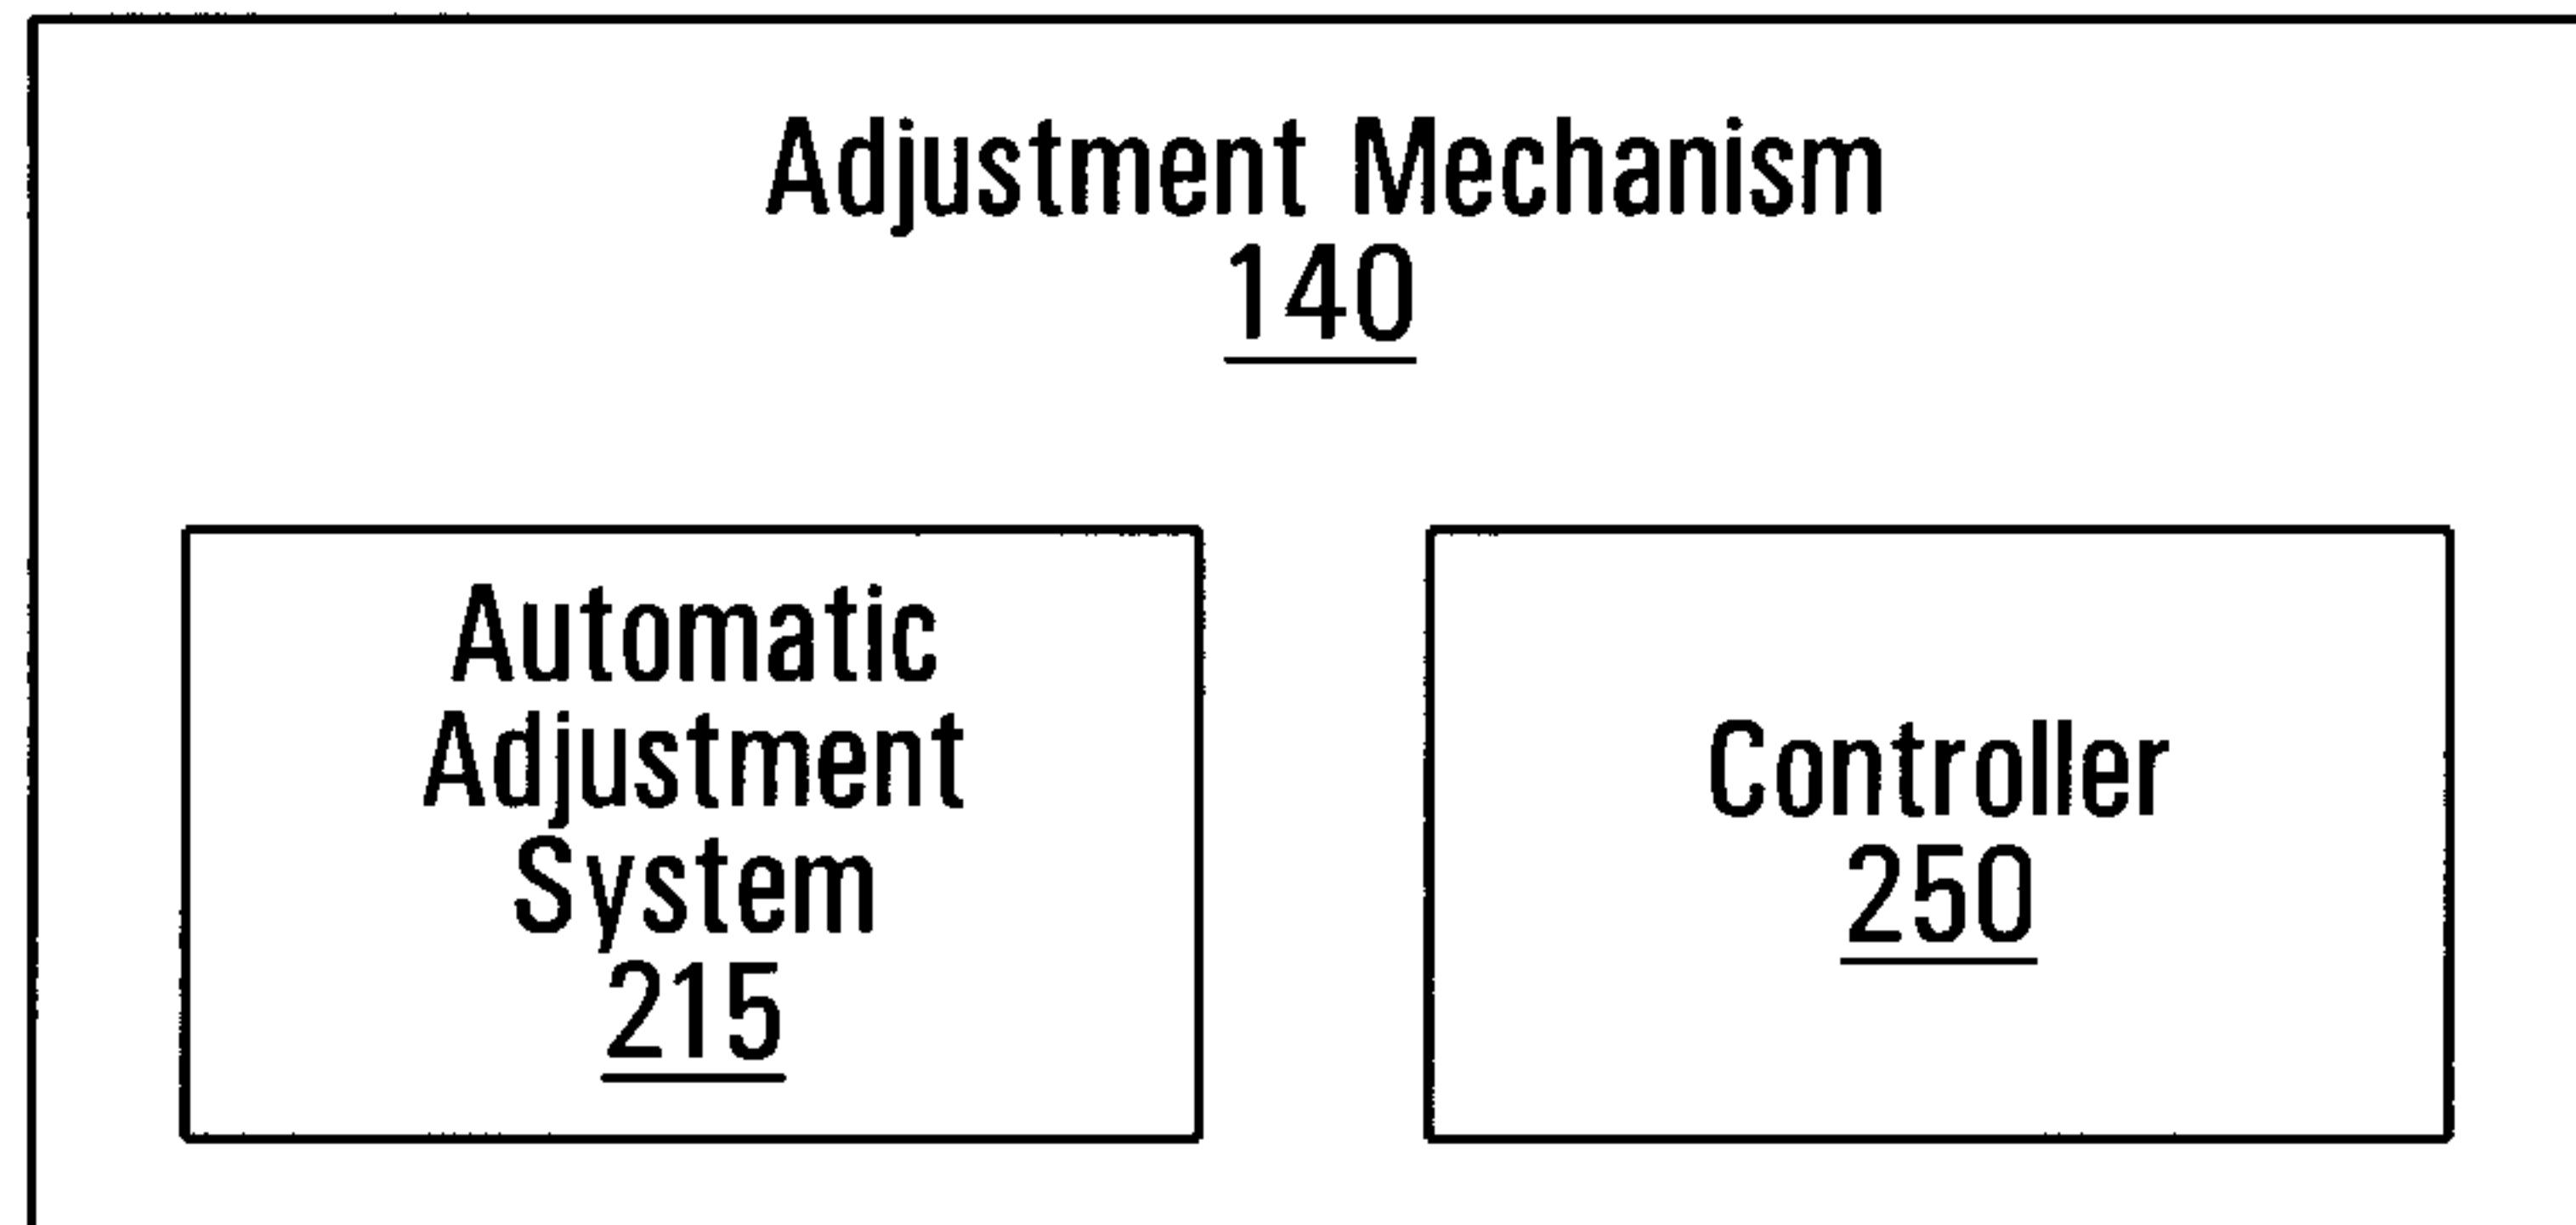 Adjustment Mechanism
140
Automatic
Adjustment
System
215
Controller
250